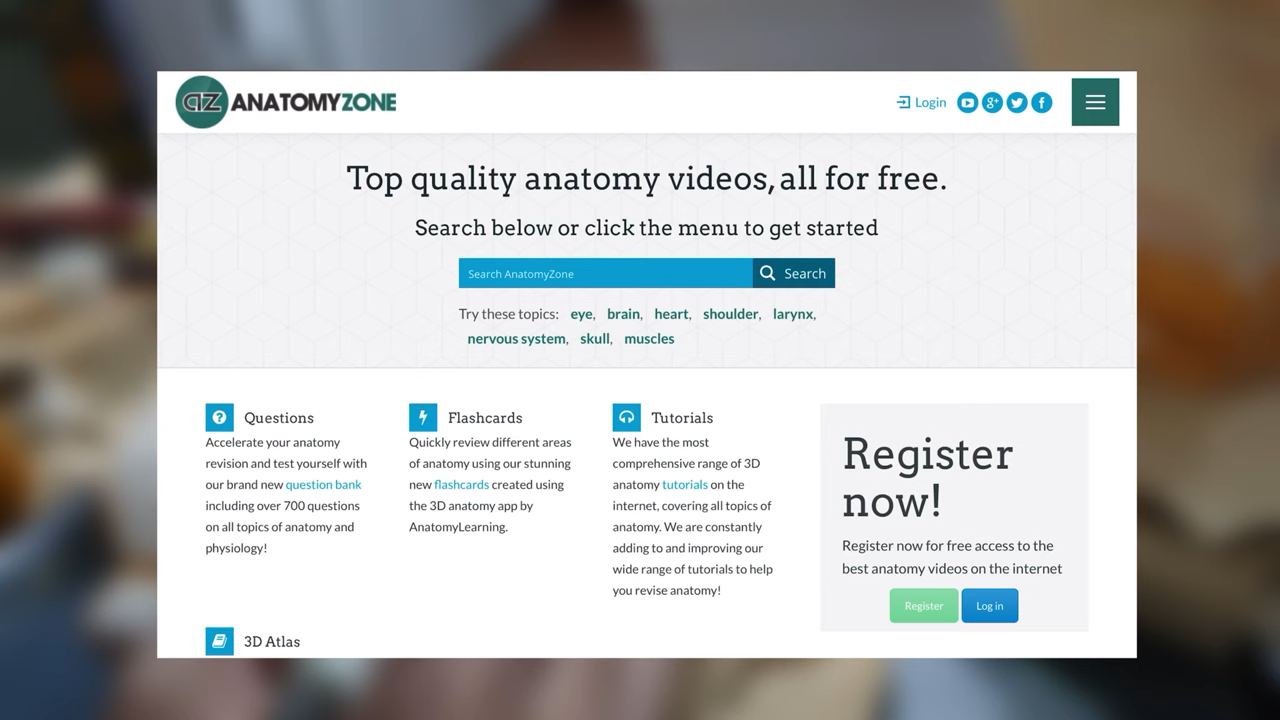 AZ ANATOMYZONE
Login
Top quality anatomy videos, all for free.
Search below or click the menu to get started
Search AnatomyZone
Search
Try these topics: eye, brain, heart, shoulder, larynx,
nervous system, skull, muscles
Questions
Accelerate your anatomy
revision and test yourself with
our brand new question bank
including over 700 questions
on all topics of anatomy and
physiology!
Flashcards
Quickly review different areas
of anatomy using our stunning
new flashcards created using
the 3D anatomy app by
AnatomyLearning.
Tutorials
We have the most
comprehensive range of 3D
anatomy tutorials on the
internet, covering all topics of
anatomy. We are constantly
adding to and improving our
wide range of tutorials to help
you revise anatomy!
Register
now!
Register now for free access to the
best anatomy videos on the internet
Register
Log in
3D Atlas